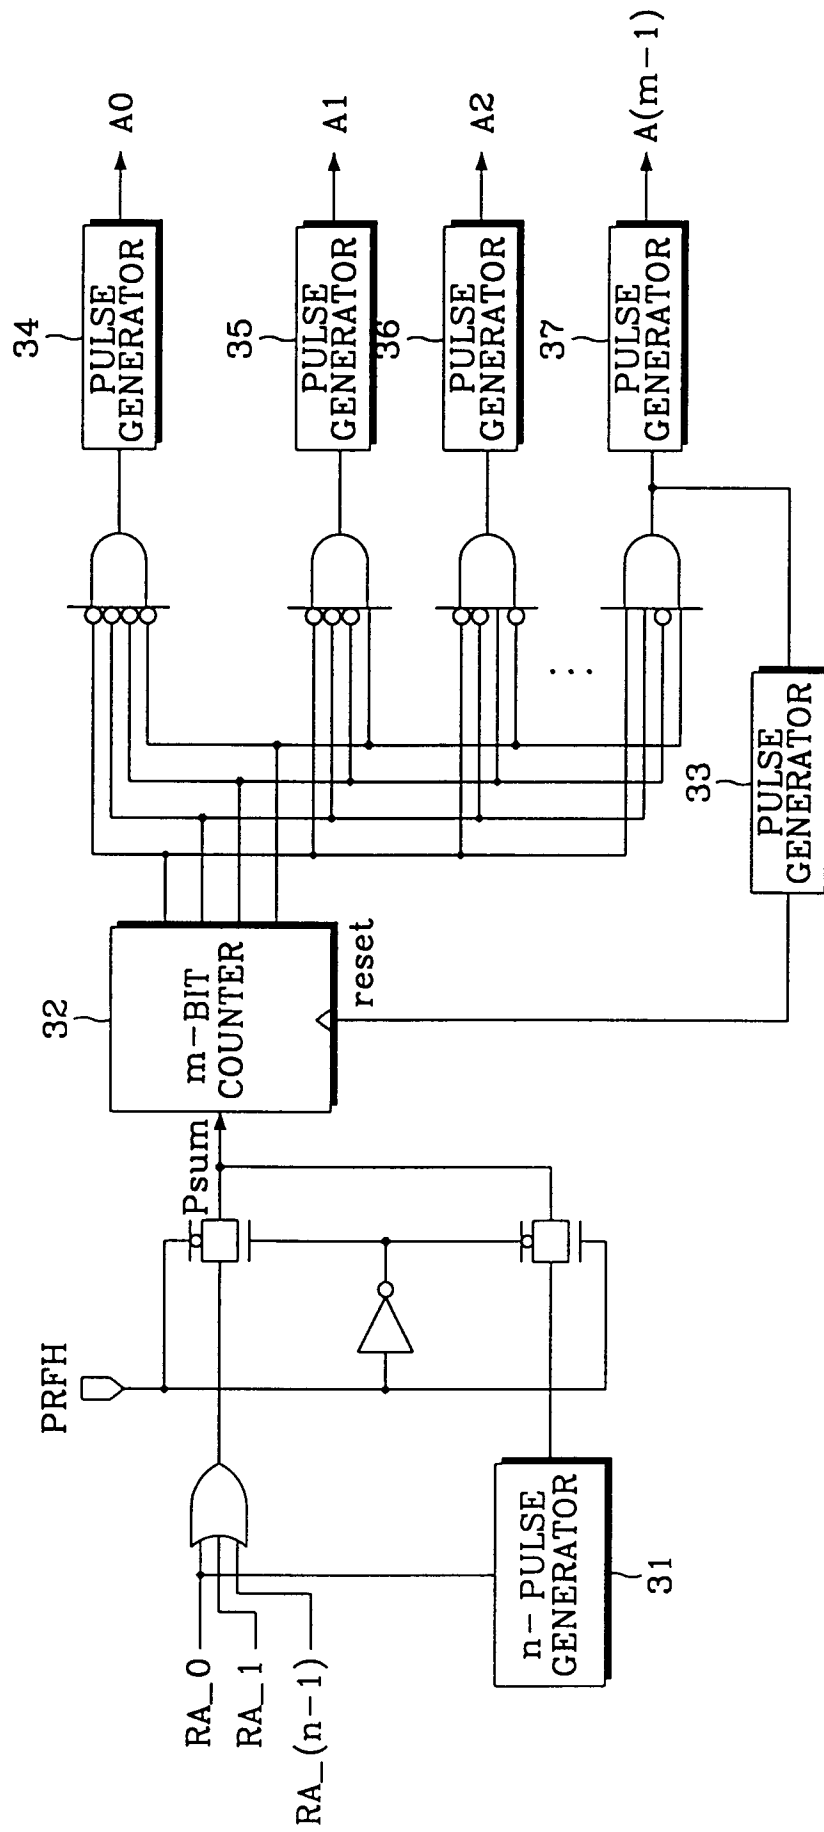 RA_0
RA_1
RA_(n-1)
PRFH
n-PULSE
GENERATOR
31
Psum
32
m-BIT
COUNTER
reset
33
PULSE
GENERATOR
34
PULSE
GENERATOR
A0
35
PULSE
GENERATOR
A1
36
PULSE
GENERATOR
A2
...
37
PULSE
GENERATOR
A(m-1)